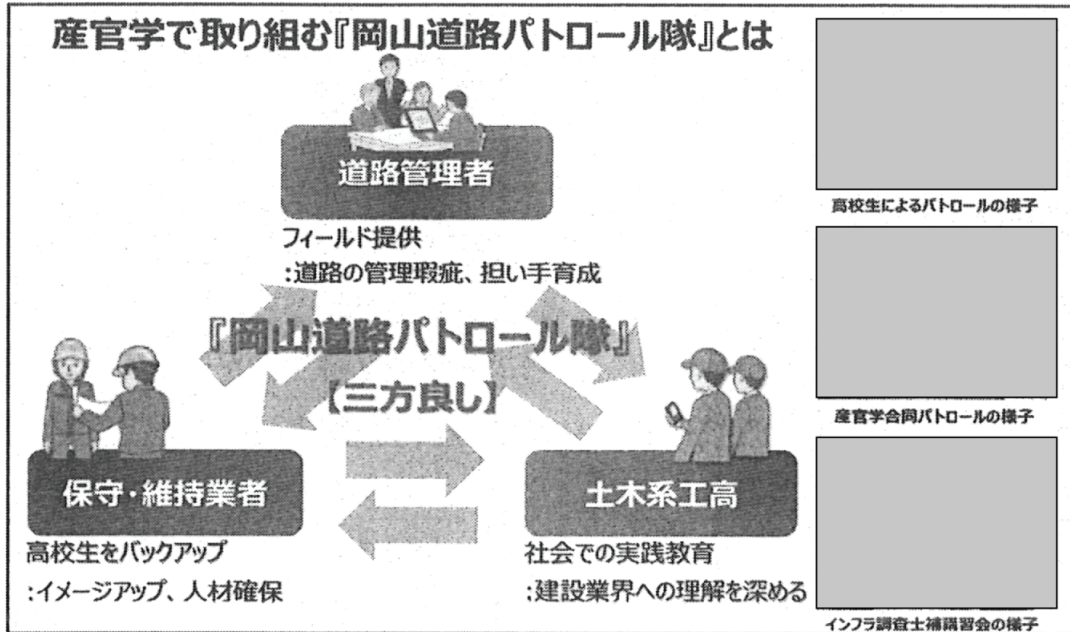 産官学で取り組む『岡山道路パトロール隊』とは
道路管理者
フィールド提供
:道路の管理瑕疵、担い手育成
『岡山道路パトロール隊』
【三方良し】
保守・維持業者
高校生をバックアップ
:イメージアップ、人材確保
土木系工高
社会での実践教育
:建設業界への理解を深める
高校生によるパトロールの様子
産官学合同パトロールの様子
インフラ調査士補講習会の様子